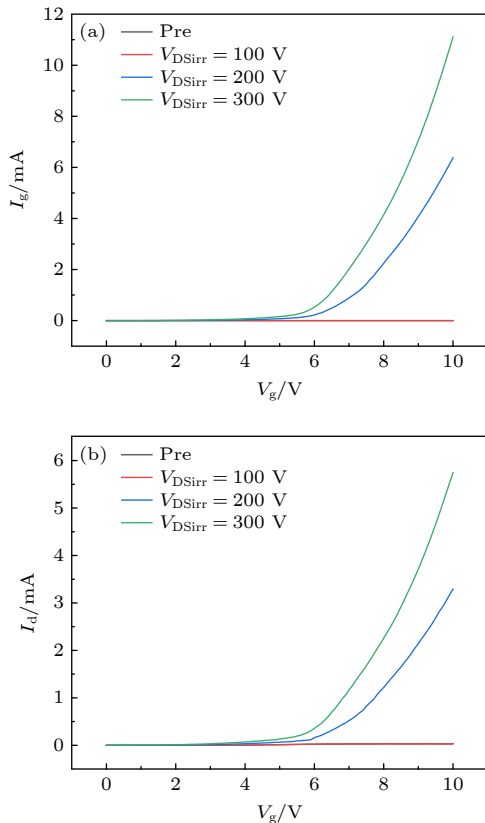 (a)
Pre
V_DSirr = 100 V
V_DSirr = 200 V
V_DSirr = 300 V
12
10
8
6
4
2
0
I_g/mA
0 2 4 6 8 10
V_g/V
(b)
Pre
V_DSirr = 100 V
V_DSirr = 200 V
V_DSirr = 300 V
6
5
4
3
2
1
0
I_d/mA
0 2 4 6 8 10
V_g/V